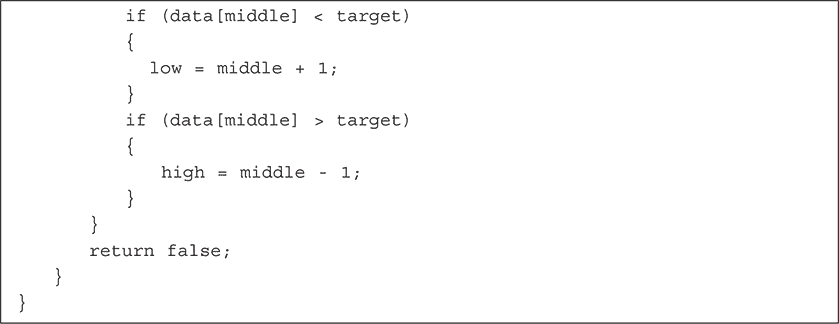 if (data[middle] < target)
         {
           low = middle + 1;
         }
         if (data[middle] > target)
         {
            high = middle - 1;
         }
      }
      return false;
   }
}